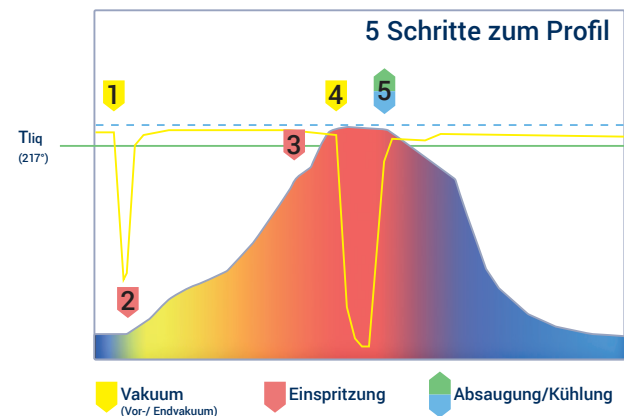 5 Schritte zum Profil
1
4
5
Tliq
(217°)
3
2
Vakuum
(Vor-/ Endvakuum)
Einspritzung
Absaugung/Kühlung